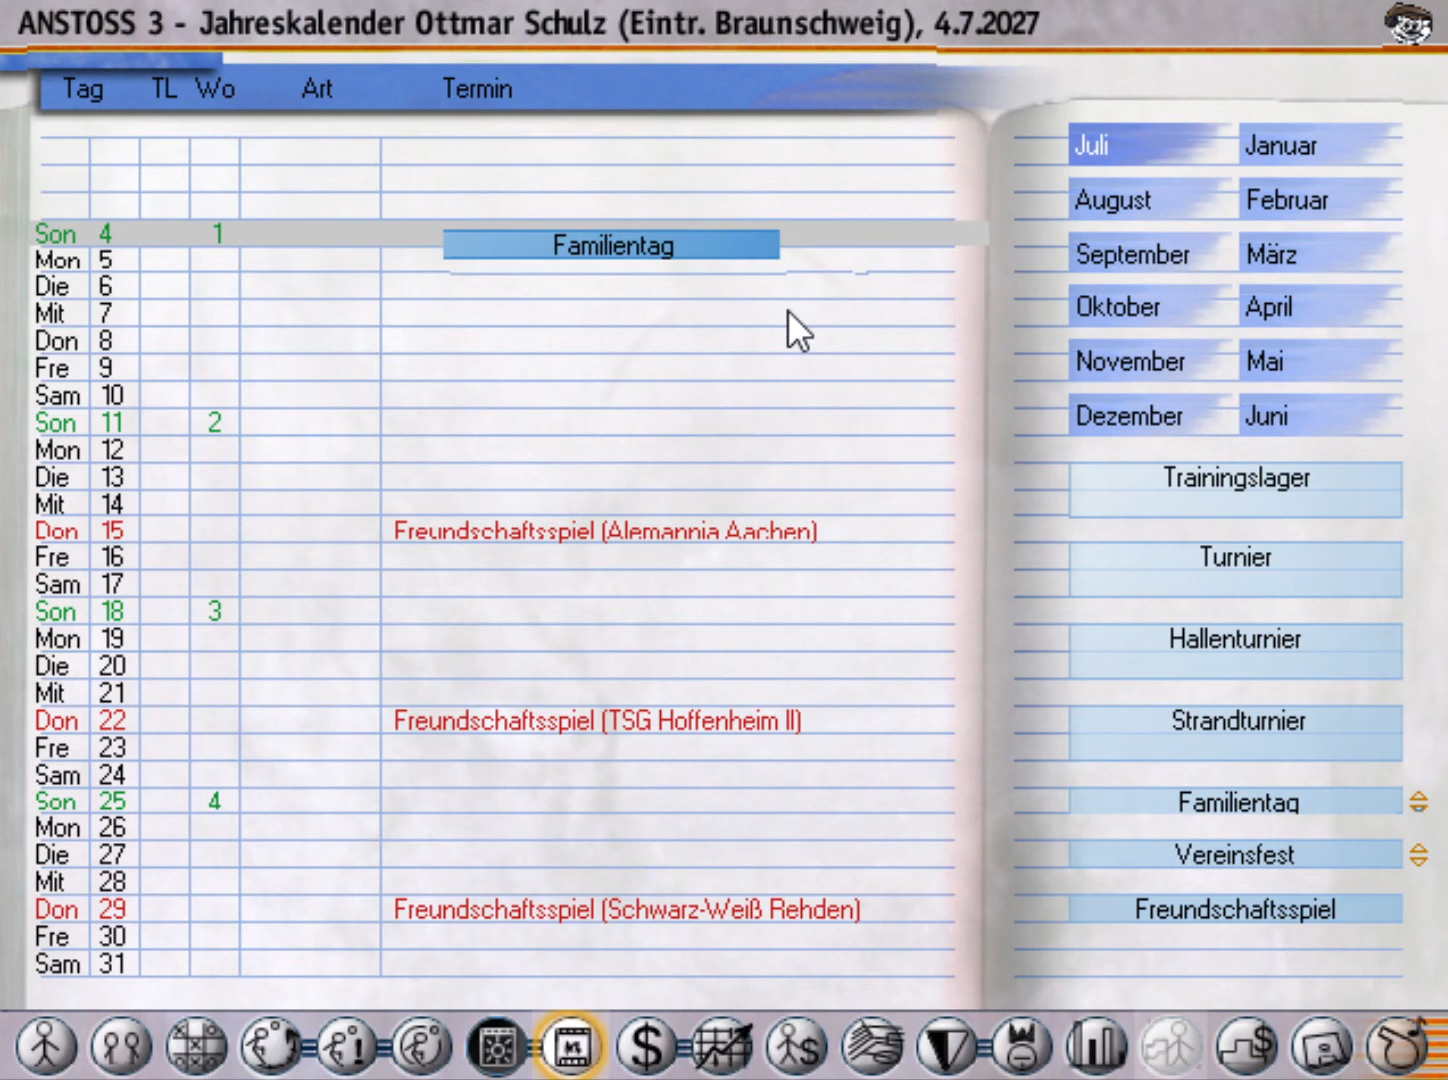 ANSTOSS 3 - Jahreskalender Ottmar Schulz (Eintr. Braunschweig), 4.7.2027
Tag TL Wo Art Termin
Son 4 1
Familientag
Mon 5
Die 6
Mit 7
Don 8
Fre 9
Sam 10
Son 11 2
Mon 12
Die 13
Mit 14
Don 15 Freundschaftsspiel (Alemannia Aachen)
Fre 16
Sam 17
Son 18 3
Mon 19
Die 20
Mit 21
Don 22 Freundschaftsspiel (TSG Hoffenheim II)
Fre 23
Sam 24
Son 25 4
Mon 26
Die 27
Mit 28
Don 29 Freundschaftsspiel (Schwarz-Weiß Rehden)
Fre 30
Sam 31
Juli Januar
August Februar
September März
Oktober April
November Mai
Dezember Juni
Trainingslager
Turnier
Hallenturnier
Strandturnier
Familientag
Vereinsfest
Freundschaftsspiel